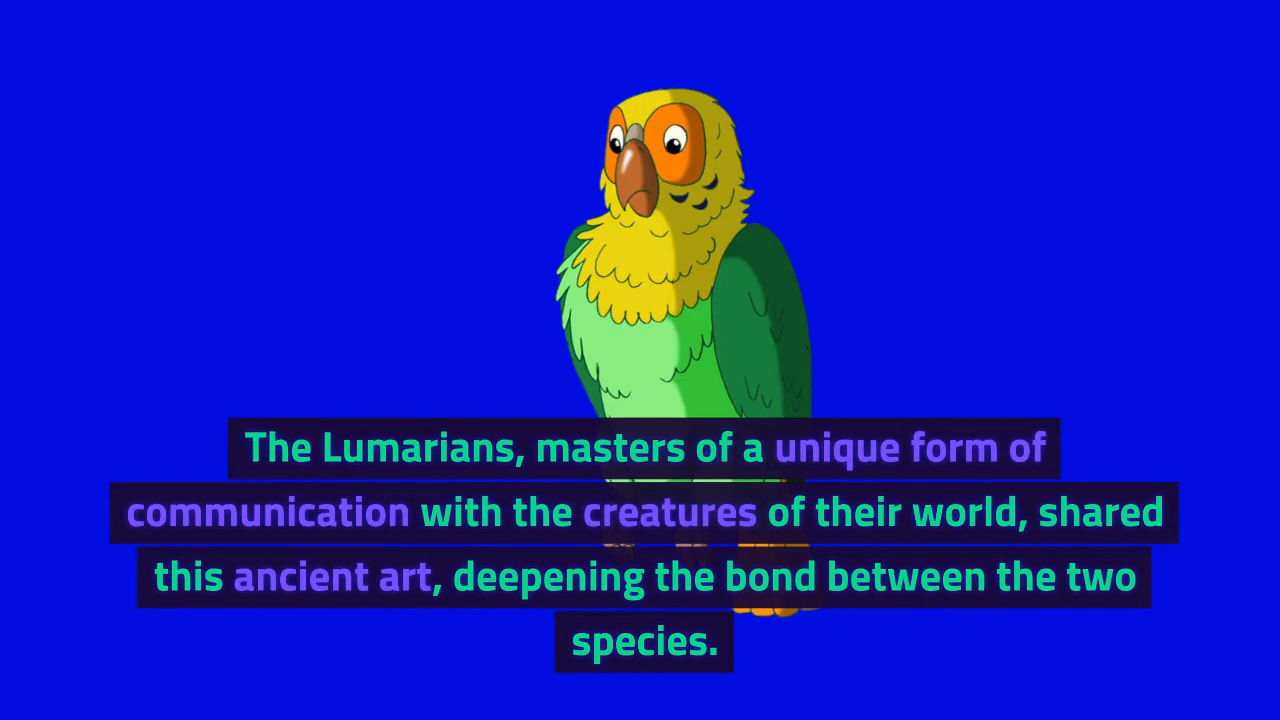 The Lumarians, masters of a unique form of
communication with the creatures of their world, shared
this ancient art, deepening the bond between the two
species.